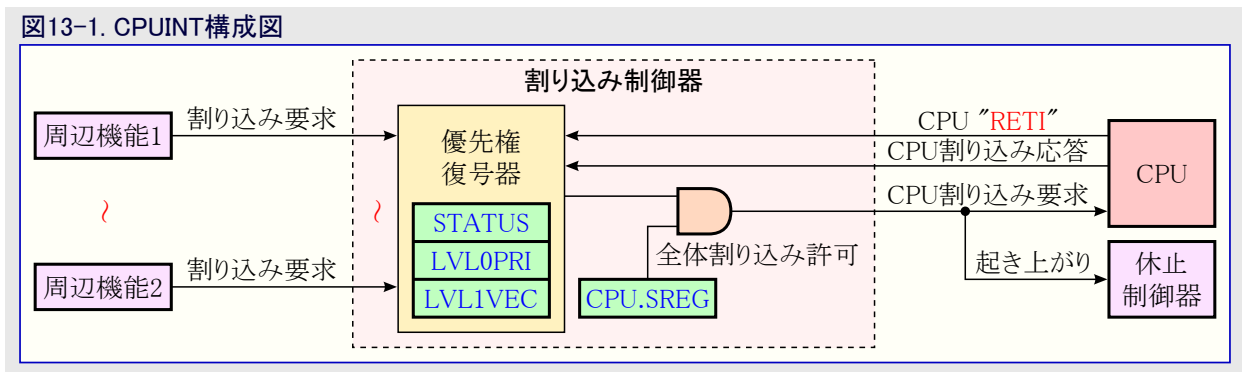 図13-1. CPUINT構成図
割り込み制御器
周辺機能1
割り込み要求
優先権
復号器
STATUS
LVL0PRI
LVL1VEC
CPU "RETI"
CPU割り込み応答
CPU割り込み要求
CPU
~
~
全体割り込み許可
CPU.SREG
起き上がり
休止
制御器
周辺機能2
割り込み要求